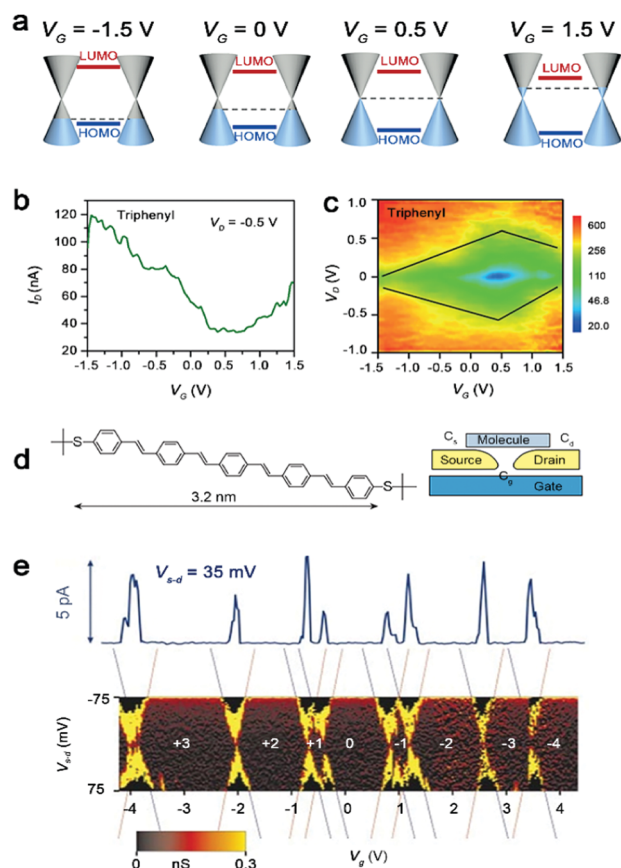 a
V_G = -1.5 V V_G = 0 V V_G = 0.5 V V_G = 1.5 V
LUMO LUMO LUMO LUMO
HOMO HOMO HOMO HOMO
b
Triphenyl V_D = -0.5 V
I_D (nA)
120
100
80
60
40
20
-1.5 -1.0 -0.5 0.0 0.5 1.0 1.5
V_G (V)
c
Triphenyl
V_D (V)
1.0
0.5
0
-0.5
-1.0
-1.5 -0.5 0.5 1.5
V_G (V)
600
256
110
46.8
20.0
d
S S
3.2 nm
C_s Molecule C_d
Source Drain
C_g
Gate
e
V_s-d = 35 mV
5 pA
-75
V_s-d (mV)
75
+3 +2 +1 0 -1 -2 -3 -4
-4 -3 -2 -1 0 1 2 3 4
0 nS 0.3
V_g (V)